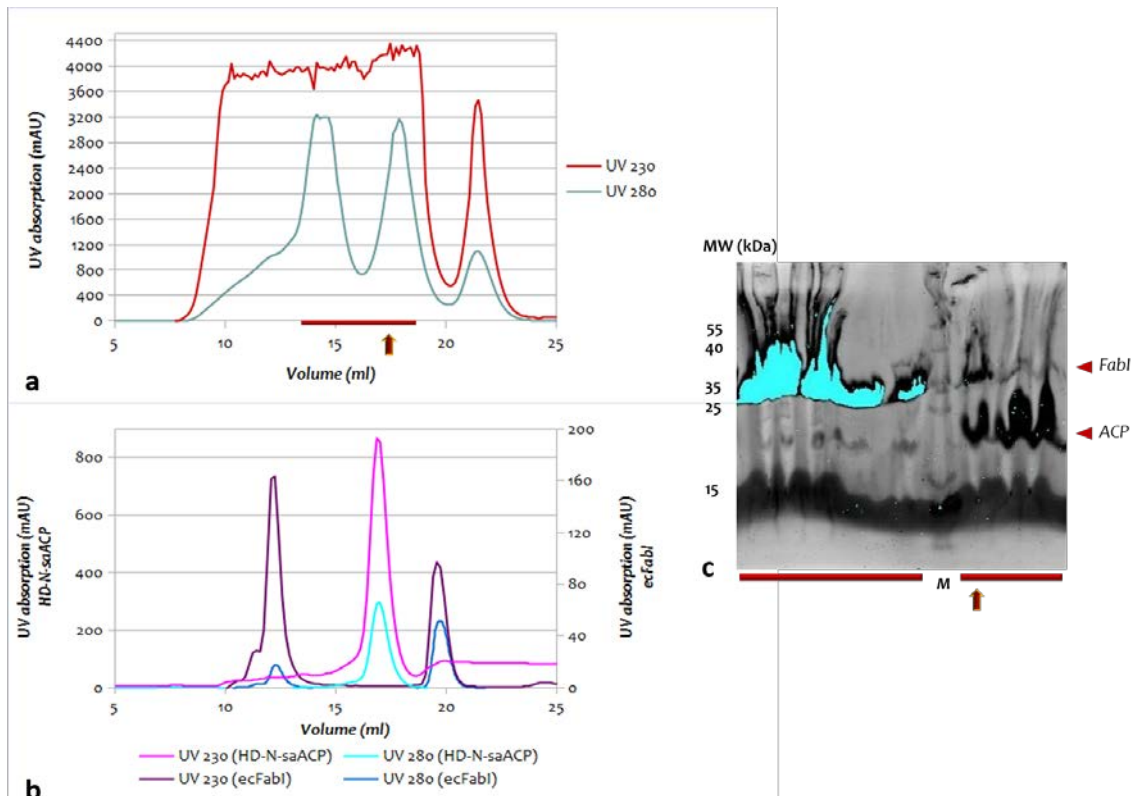 4400
4000
3600
3200
2800
2400
2000
1600
1200
800
400
0
UV absorption (mAU)
5 10 15 20 25
Volume (ml)
UV 230
UV 280
a
800
600
400
200
0
UV absorption (mAU)
HD-N-saACP
200
160
120
80
40
0
UV absorption (mAU)
ecFabI
5 10 15 20 25
Volume (ml)
UV 230 (HD-N-saACP) UV 280 (HD-N-saACP)
UV 230 (ecFabI) UV 280 (ecFabI)
b
MW (kDa)
55
40
35
25
15
FabI
ACP
c
M